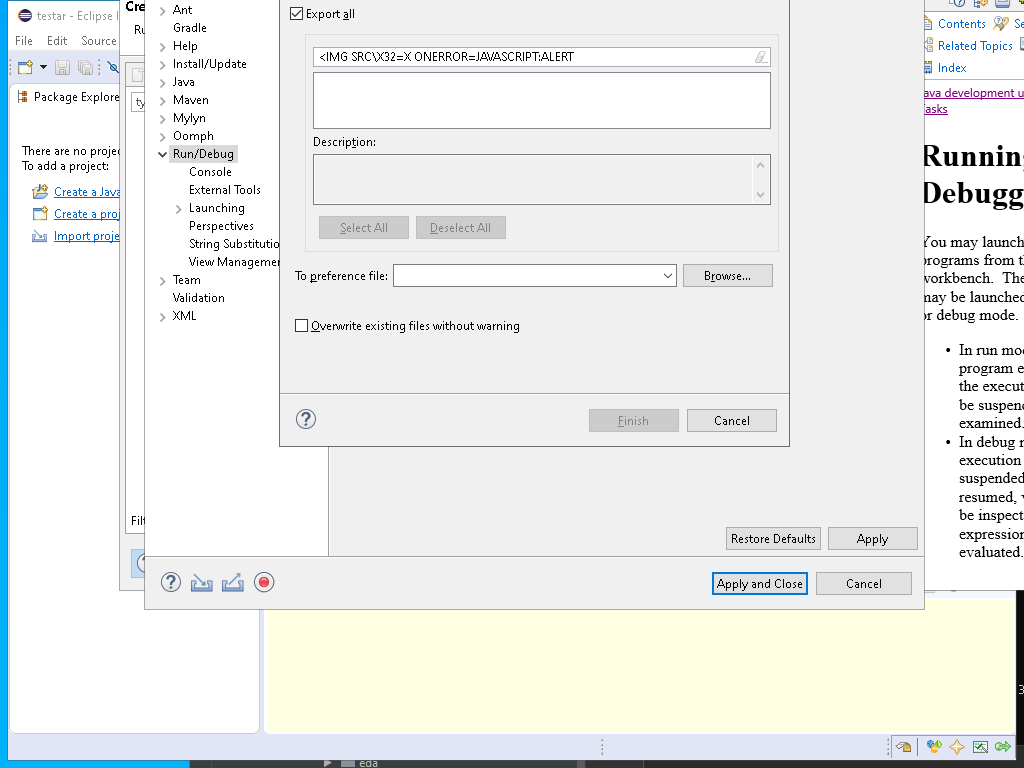 testar - Eclipse I
File Edit Source
Package Explore
There are no projec
To add a project:
Create a Java
Create a proj
Import proje
Cre
Ru
ty
Filt
Ant
Gradle
Help
Install/Update
Java
Maven
Mylyn
Oomph
Run/Debug
Console
External Tools
Launching
Perspectives
String Substitutio
View Managemen
Team
Validation
XML
Export all
<IMG SRC\X32=X ONERROR=JAVASCRIPT:ALERT
Description:
Select All Deselect All
To preference file: Browse...
Overwrite existing files without warning
Finish Cancel
Restore Defaults Apply
Apply and Close Cancel
Contents Se
Related Topics
Index
ava development u
asks
Running
Debugg
You may launch
programs from th
workbench. The
may be launched
or debug mode.
• In run mod
program e
the execut
be suspend
examined.
• In debug m
execution
suspended
resumed, v
be inspect
expression
evaluated.
3
eda